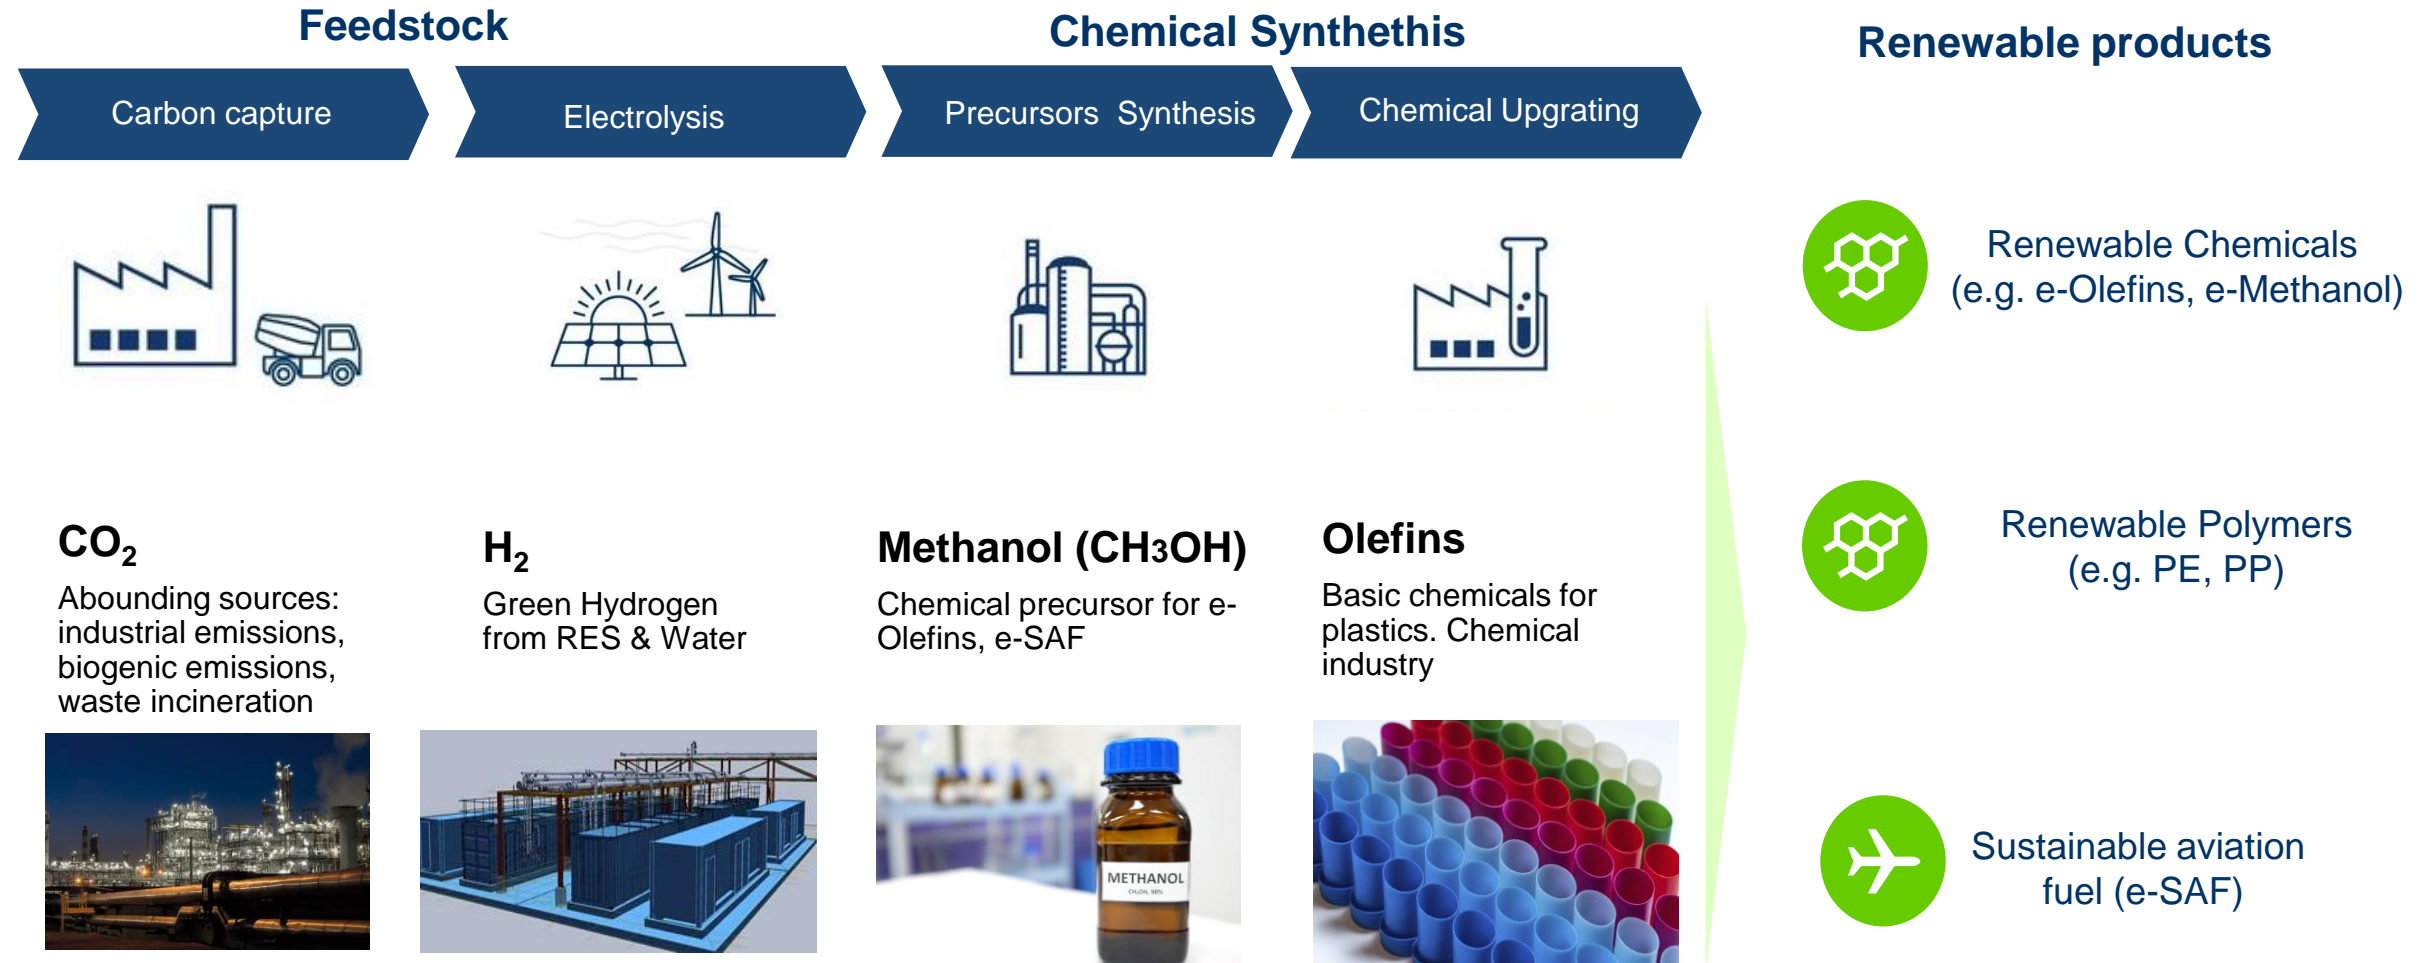 Feedstock
Chemical Synthethis
Renewable products
Carbon capture
Electrolysis
Precursors Synthesis
Chemical Upgrating
CO₂
Abounding sources:
industrial emissions,
biogenic emissions,
waste incineration
H₂
Green Hydrogen
from RES & Water
Methanol (CH3OH)
Chemical precursor for e-
Olefins, e-SAF
Olefins
Basic chemicals for
plastics. Chemical
industry
METHANOL
CH₃OH, 98%
Renewable Chemicals
(e.g. e-Olefins, e-Methanol)
Renewable Polymers
(e.g. PE, PP)
Sustainable aviation
fuel (e-SAF)